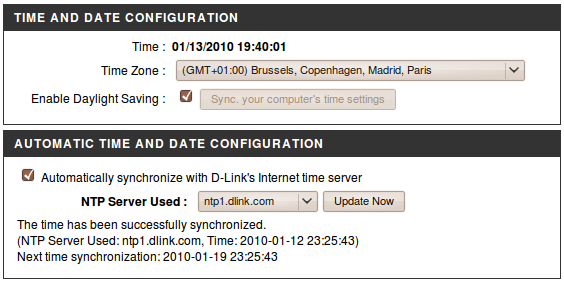 TIME AND DATE CONFIGURATION
Time : 01/13/2010 19:40:01
Time Zone : (GMT+01:00) Brussels, Copenhagen, Madrid, Paris
Enable Daylight Saving : Sync. your computer's time settings
AUTOMATIC TIME AND DATE CONFIGURATION
Automatically synchronize with D-Link's Internet time server
NTP Server Used : ntp1.dlink.com Update Now
The time has been successfully synchronized.
(NTP Server Used: ntp1.dlink.com, Time: 2010-01-12 23:25:43)
Next time synchronization: 2010-01-19 23:25:43